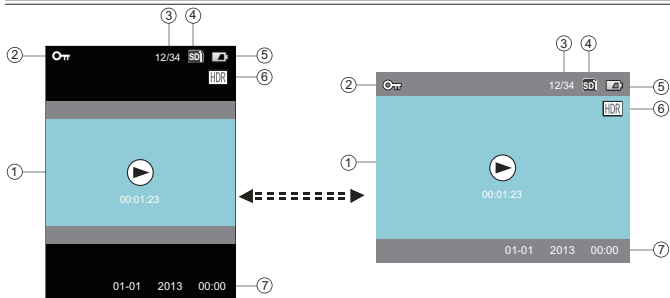 ③ ④
② 12/34 SD ⑤
HDR ⑥
①
00:01:23
01-01 2013 00:00 ⑦
③ ④
② 12/34 SD ⑤
HDR ⑥
①
00:01:23
01-01 2013 00:00 ⑦